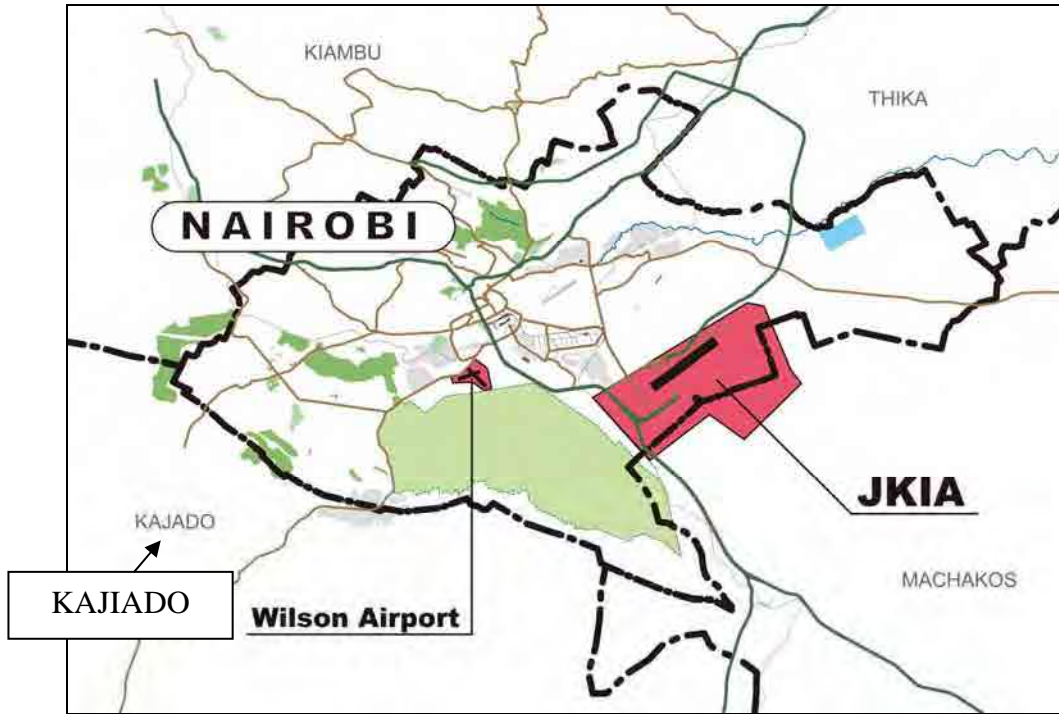 KIAMBU
THIKA
NAIROBI
JKIA
KAJADO
MACHAKOS
KAJIADO
Wilson Airport